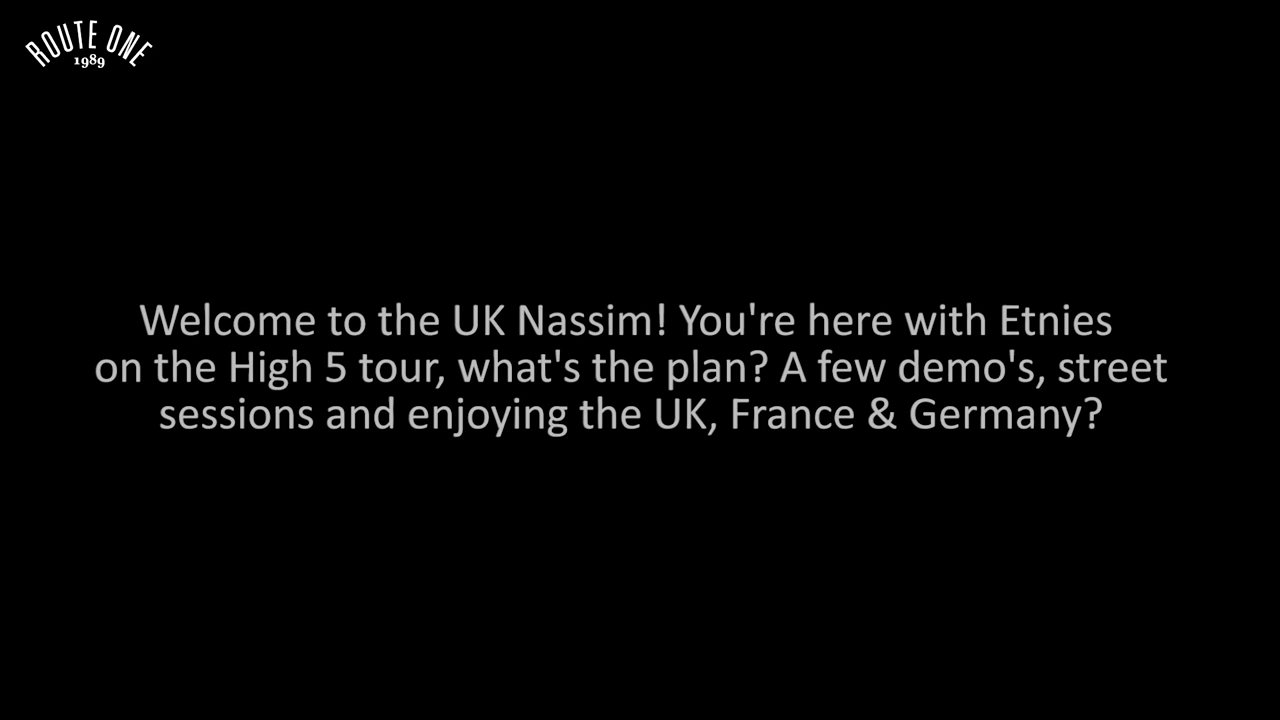 ROUTE ONE
1989
Welcome to the UK Nassim! You're here with Etnies
on the High 5 tour, what's the plan? A few demo's, street
sessions and enjoying the UK, France & Germany?